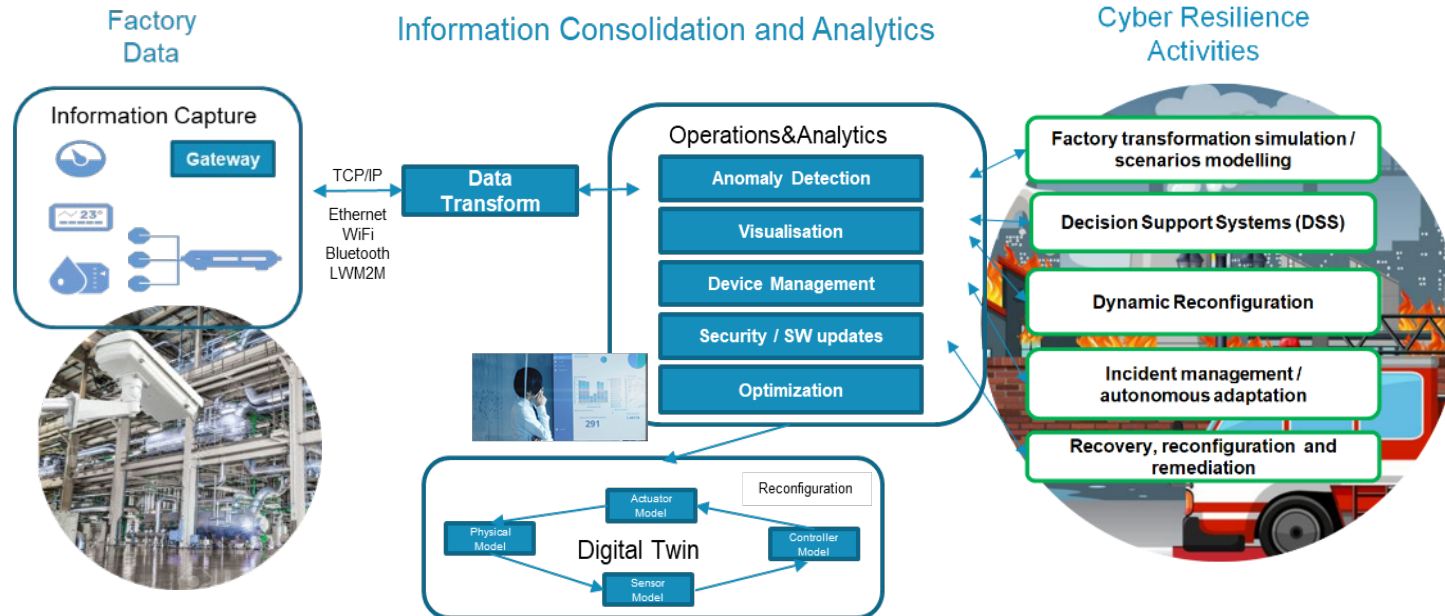 Factory
Data
Information Consolidation and Analytics
Cyber Resilience
Activities
Information Capture
Gateway
23°
TCP/IP
Ethernet
WiFi
Bluetooth
LWM2M
Data
Transform
Operations&Analytics
Anomaly Detection
Visualisation
Device Management
Security / SW updates
Optimization
291
Factory transformation simulation /
scenarios modelling
Decision Support Systems (DSS)
Dynamic Reconfiguration
Incident management /
autonomous adaptation
Recovery, reconfiguration and
remediation
Reconfiguration
Actuator
Model
Physical
Model
Digital Twin
Controller
Model
Sensor
Model